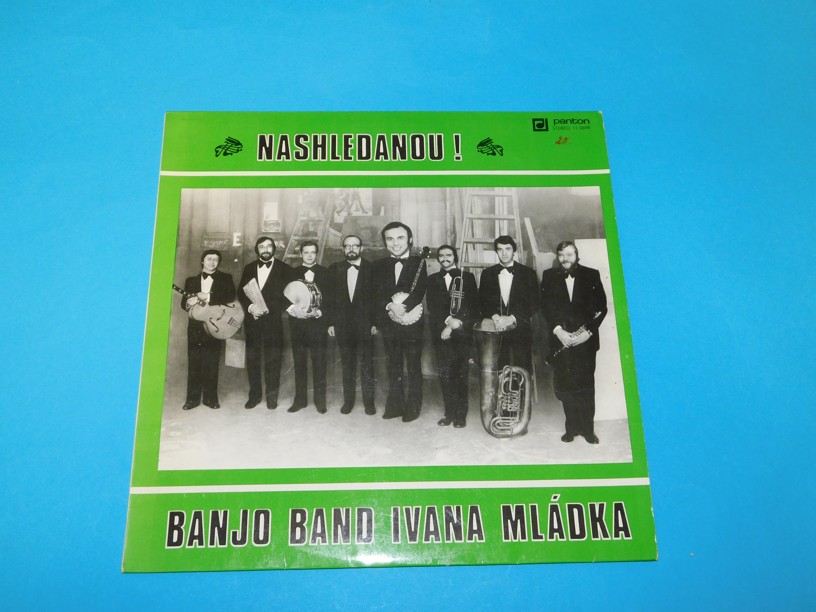 panton
NASHLEDANOU !
BANJO BAND IVANA MLÁDKA